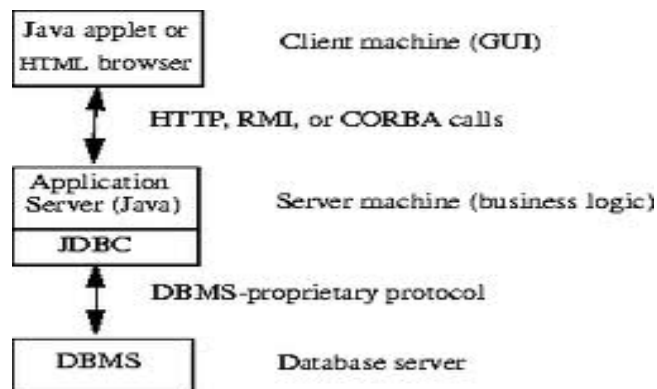 Java applet or
HTML browser
Client machine (GUI)
HTTP, RMI, or CORBA calls
Application
Server (Java)
Server machine (business logic)
JDBC
DBMS-proprietary protocol
DBMS
Database server